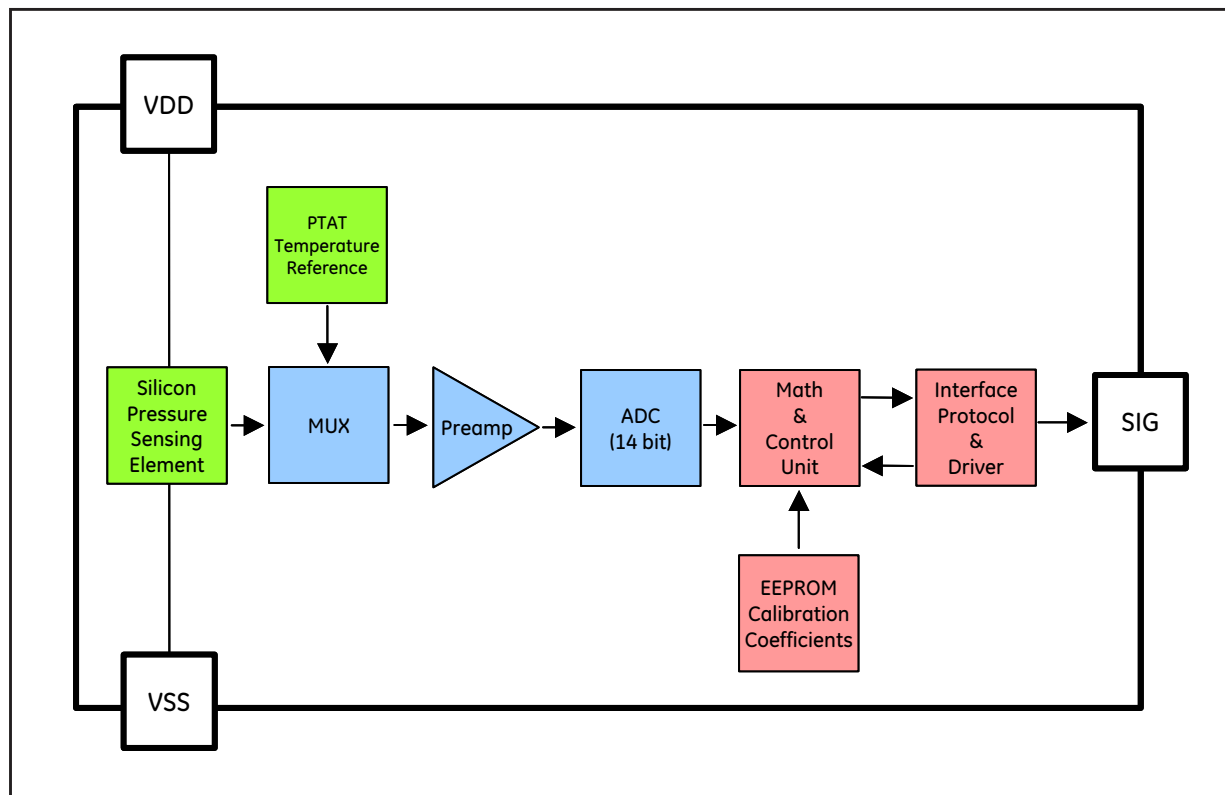 VDD
PTAT
Temperature
Reference
Silicon
Pressure
Sensing
Element
MUX
Preamp
ADC
(14 bit)
Math
&
Control
Unit
Interface
Protocol
&
Driver
SIG
EEPROM
Calibration
Coefficients
VSS